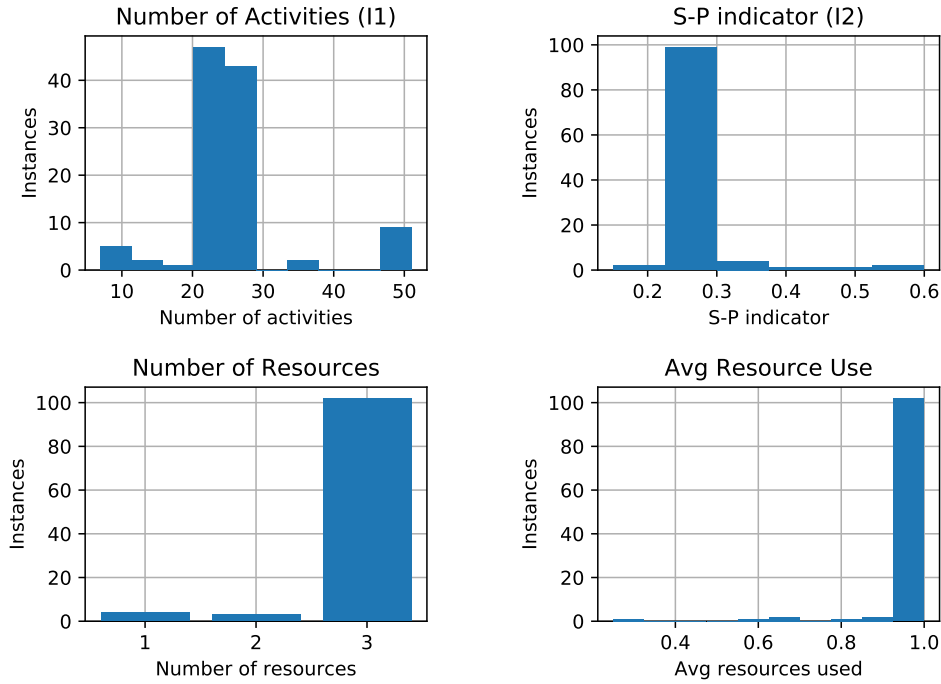 Number of Activities (I1)
Instances
0
10
20
30
40
10 20 30 40 50
Number of activities
S-P indicator (I2)
Instances
0
20
40
60
80
100
0.2 0.3 0.4 0.5 0.6
S-P indicator
Number of Resources
Instances
0
20
40
60
80
100
1 2 3
Number of resources
Avg Resource Use
Instances
0
20
40
60
80
100
0.4 0.6 0.8 1.0
Avg resources used